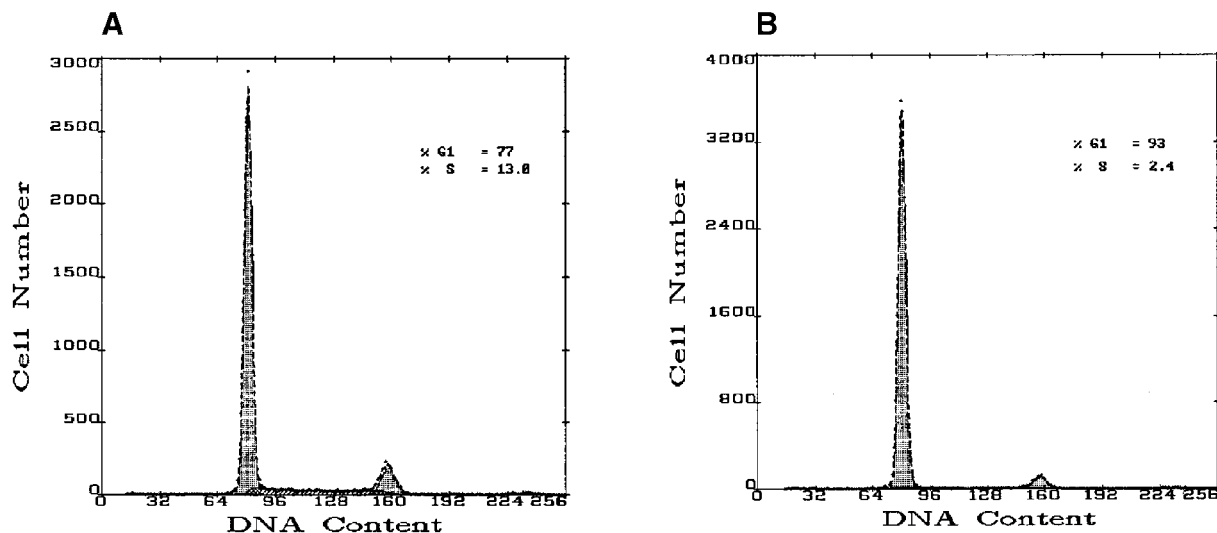 A
3000
2500
2000
1500
1000
500
0
0 32 64 96 128 160 192 224 256
Cell Number
DNA Content
% G1 = 77
% S = 13.0
B
4000
3200
2400
1600
800
0
0 32 64 96 128 160 192 224 256
Cell Number
DNA Content
% G1 = 93
% S = 2.4